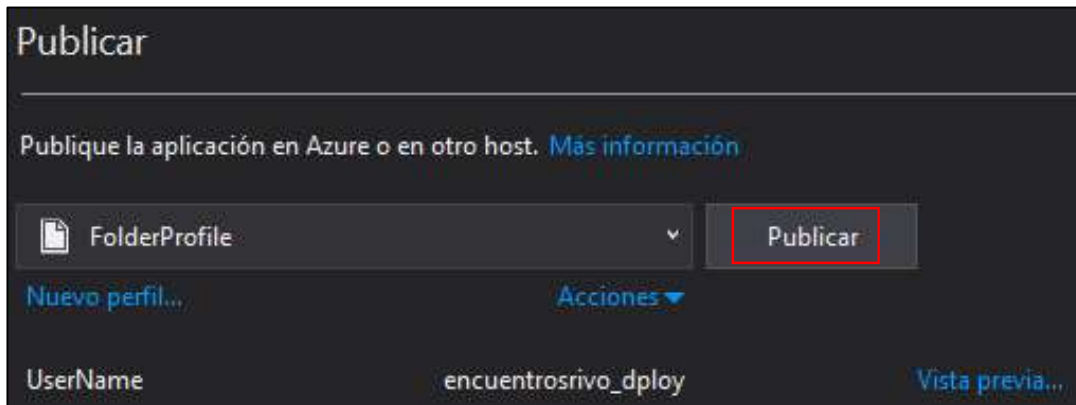 Publicar
Publique la aplicación en Azure o en otro host. Más información
FolderProfile Publicar
Nuevo perfil... Acciones
UserName encuentrosrivo_dploy Vista previa...